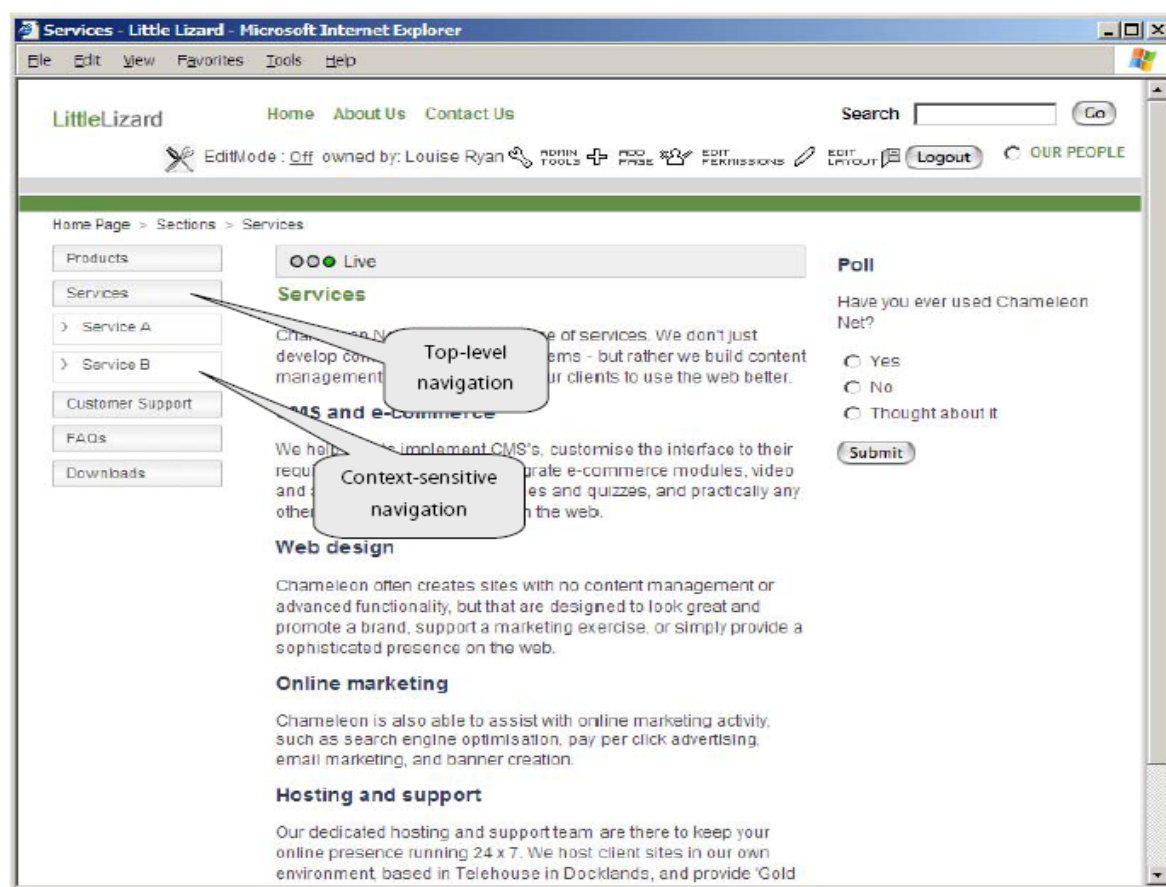 Services - Little Lizard - Microsoft Internet Explorer
File Edit View Favorites Tools Help
LittleLizard
Home About Us Contact Us
Search Go
EditMode : Off owned by: Louise Ryan ADMIN TOOLS ADD PAGE EDIT PERMISSIONS EDIT LAYOUT Logout OUR PEOPLE
Home Page > Sections > Services
Products
Services
> Service A
> Service B
Customer Support
FAQs
Downloads
Live
Services
of services. We don't just
develop - but rather we build content
management clients to use the web better.
and e-commerce
We implement CMS's, customise the interface to their
e-commerce modules, video
and and quizzes, and practically any
the web.
Top-level
navigation
Context-sensitive
navigation
Web design
Chameleon often creates sites with no content management or
advanced functionality, but that are designed to look great and
promote a brand, support a marketing exercise, or simply provide a
sophisticated presence on the web.
Online marketing
Chameleon is also able to assist with online marketing activity,
such as search engine optimisation, pay per click advertising,
email marketing, and banner creation.
Hosting and support
Our dedicated hosting and support team are there to keep your
online presence running 24 x 7. We host client sites in our own
environment, based in Telehouse in Docklands, and provide 'Gold
Poll
Have you ever used Chameleon
Net?
Yes
No
Thought about it
Submit